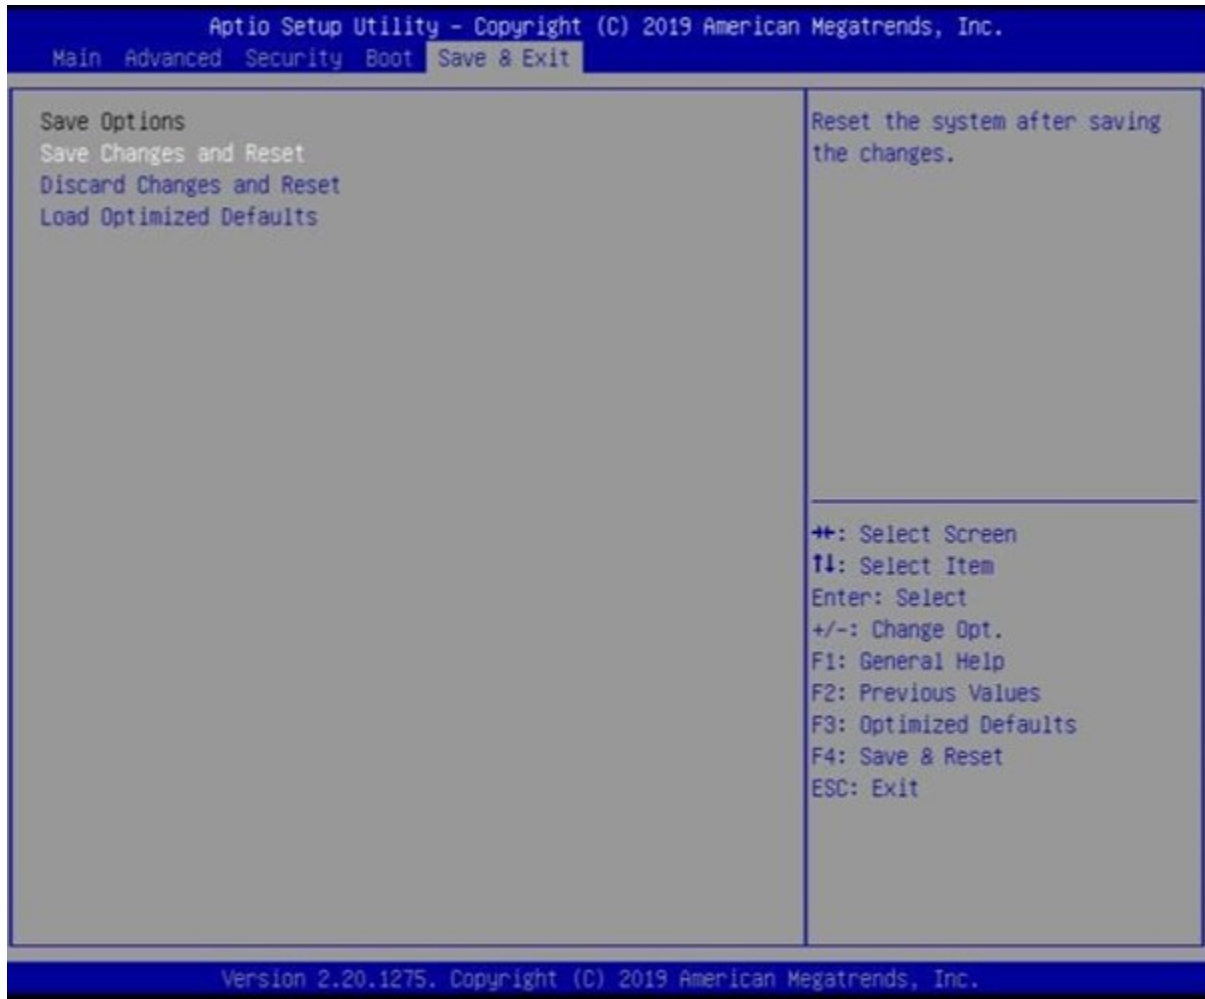 Aptio Setup Utility – Copyright (C) 2019 American Megatrends, Inc.
Main Advanced Security Boot Save & Exit
Save Options
Save Changes and Reset
Discard Changes and Reset
Load Optimized Defaults
Reset the system after saving
the changes.
→←: Select Screen
↑↓: Select Item
Enter: Select
+/-: Change Opt.
F1: General Help
F2: Previous Values
F3: Optimized Defaults
F4: Save & Reset
ESC: Exit
Version 2.20.1275. Copyright (C) 2019 American Megatrends, Inc.